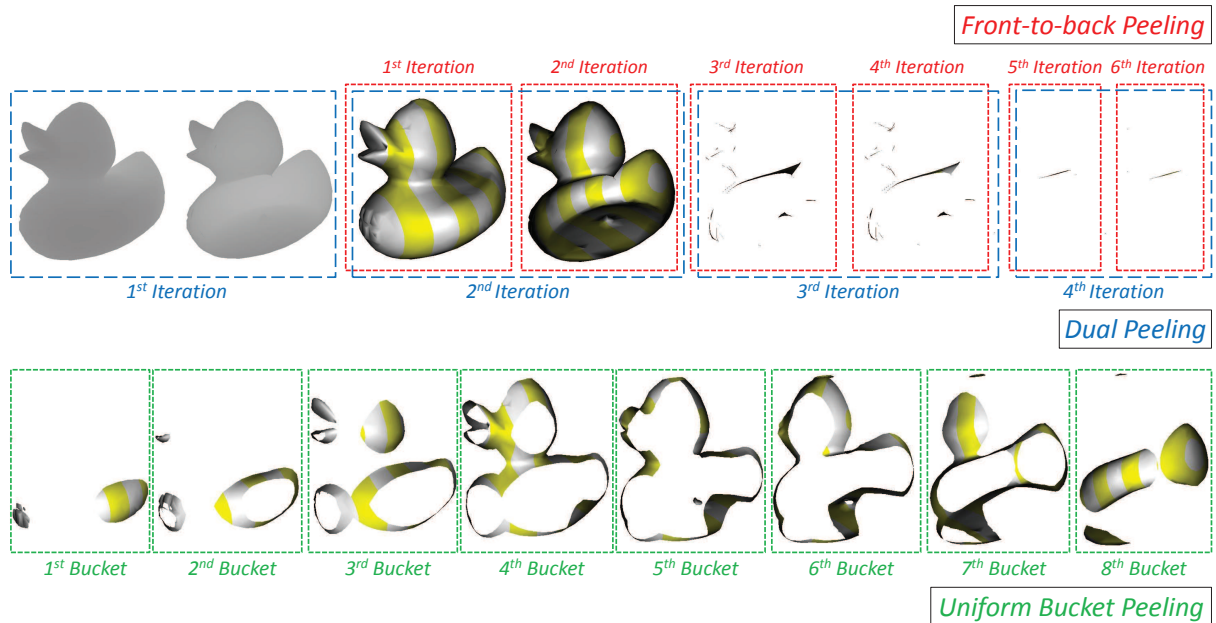 Front-to-back Peeling
1st Iteration 2nd Iteration 3rd Iteration 4th Iteration 5th Iteration 6th Iteration
1st Iteration 2nd Iteration 3rd Iteration 4th Iteration
Dual Peeling
1st Bucket 2nd Bucket 3rd Bucket 4th Bucket 5th Bucket 6th Bucket 7th Bucket 8th Bucket
Uniform Bucket Peeling